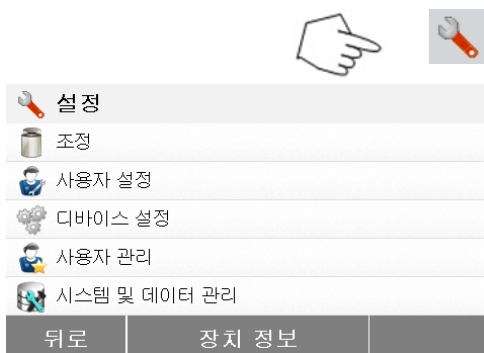 설정
조정
사용자 설정
디바이스 설정
사용자 관리
시스템 및 데이터 관리
뒤로 장치 정보